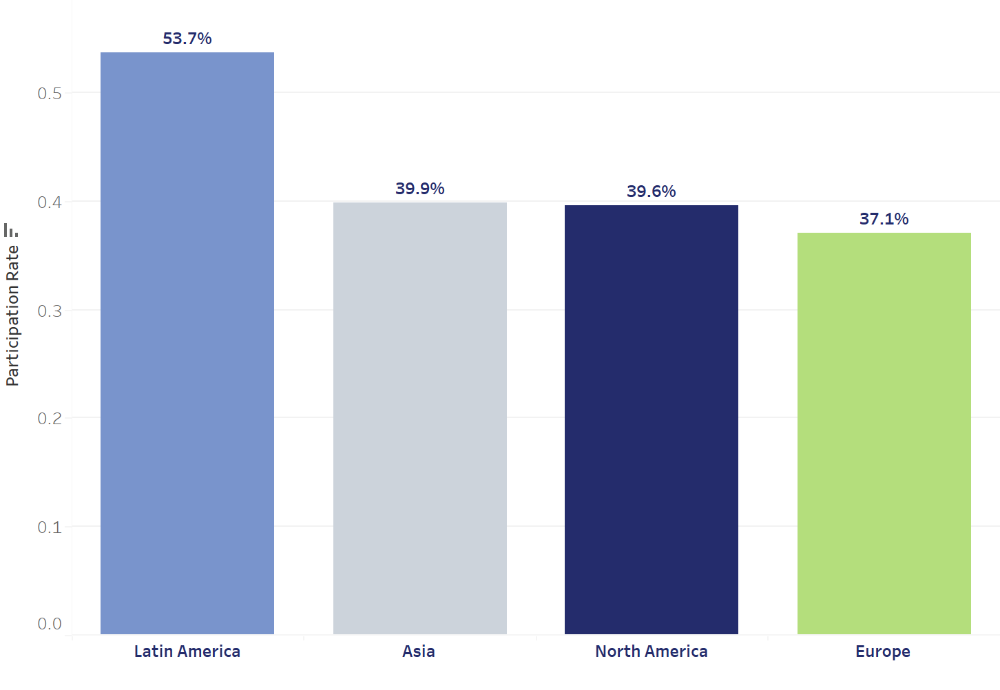 53.7%
39.9%
39.6%
37.1%
0.5
0.4
0.3
0.2
0.1
0.0
Participation Rate
Latin America
Asia
North America
Europe